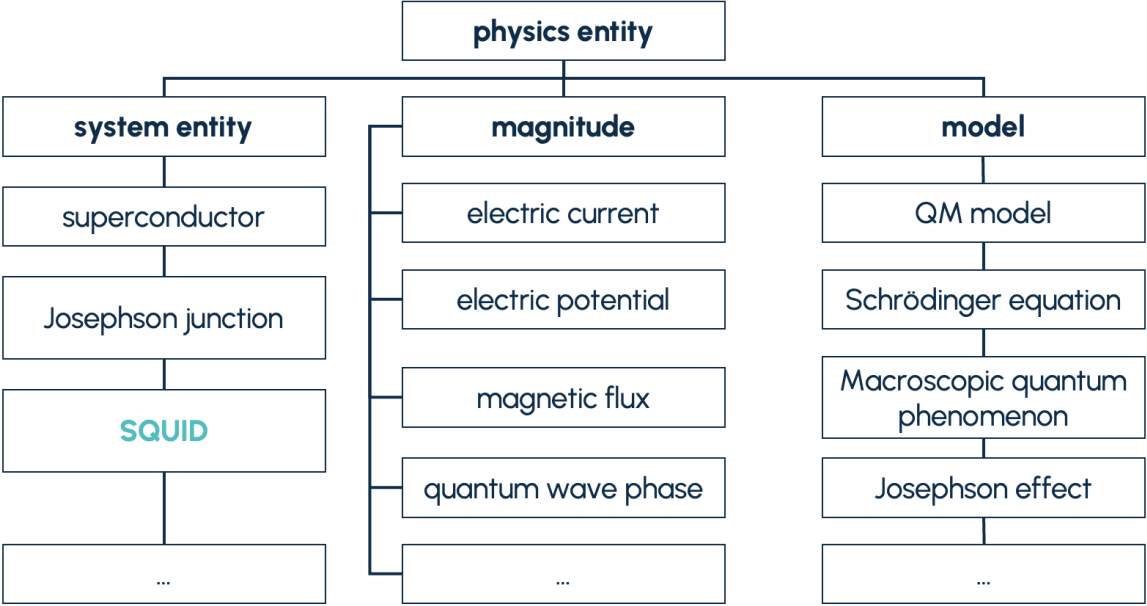 physics entity
system entity
superconductor
Josephson junction
SQUID
...
magnitude
electric current
electric potential
magnetic flux
quantum wave phase
...
model
QM model
Schrödinger equation
Macroscopic quantum
phenomenon
Josephson effect
...